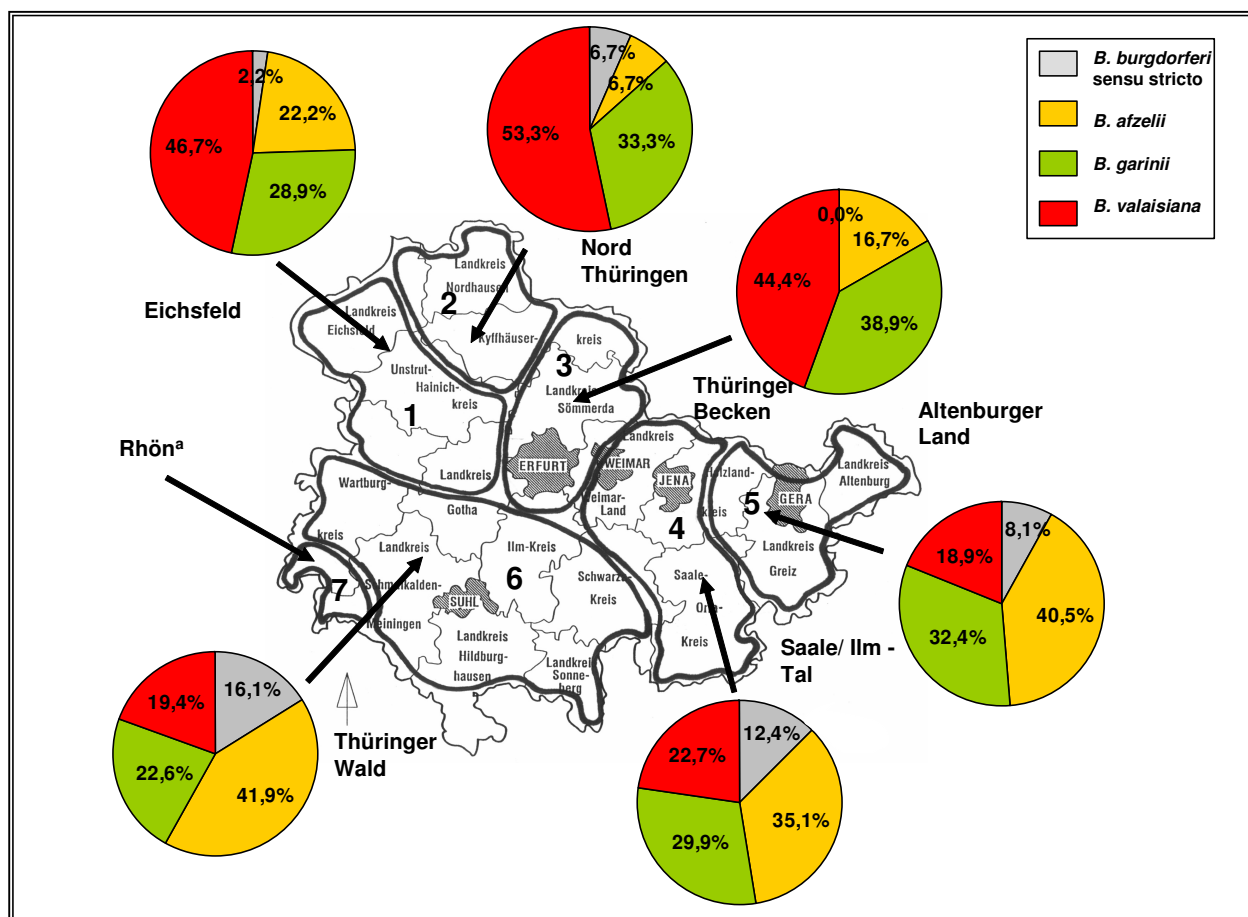 6,7%
6,7%
33,3%
53,3%
B. burgdorferi
sensu stricto
B. afzelii
B. garinii
B. valaisiana
2,2%
22,2%
28,9%
46,7%
0,0%
16,7%
38,9%
44,4%
Nord
Thüringen
Eichsfeld
Thüringer
Becken
Altenburger
Land
Rhönª
Saale/ Ilm -
Tal
Thüringer
Wald
Landkreis
Nordhausen
2
Kyffhäuser-
kreis
3
Landkreis
Eichsfeld
Unstrut-
Hainich-
kreis
1
Landkreis
Gotha
Landkreis
Sömmerda
ERFURT
Landkreis
WEIMAR
Weimar-
Land
JENA
4
Holzland-
kreis
5
GERA
Landkreis
Altenburg
Landkreis
Greiz
Wartburg-
kreis
7
Landkreis
Schmalkalden-
Meiningen
SUHL
Ilm-Kreis
6
Schwarza-
Kreis
Landkreis
Hildburg-
hausen
Landkreis
Sonne-
berg
Saale-
Orla-
Kreis
8,1%
40,5%
32,4%
18,9%
16,1%
41,9%
22,6%
19,4%
12,4%
35,1%
29,9%
22,7%